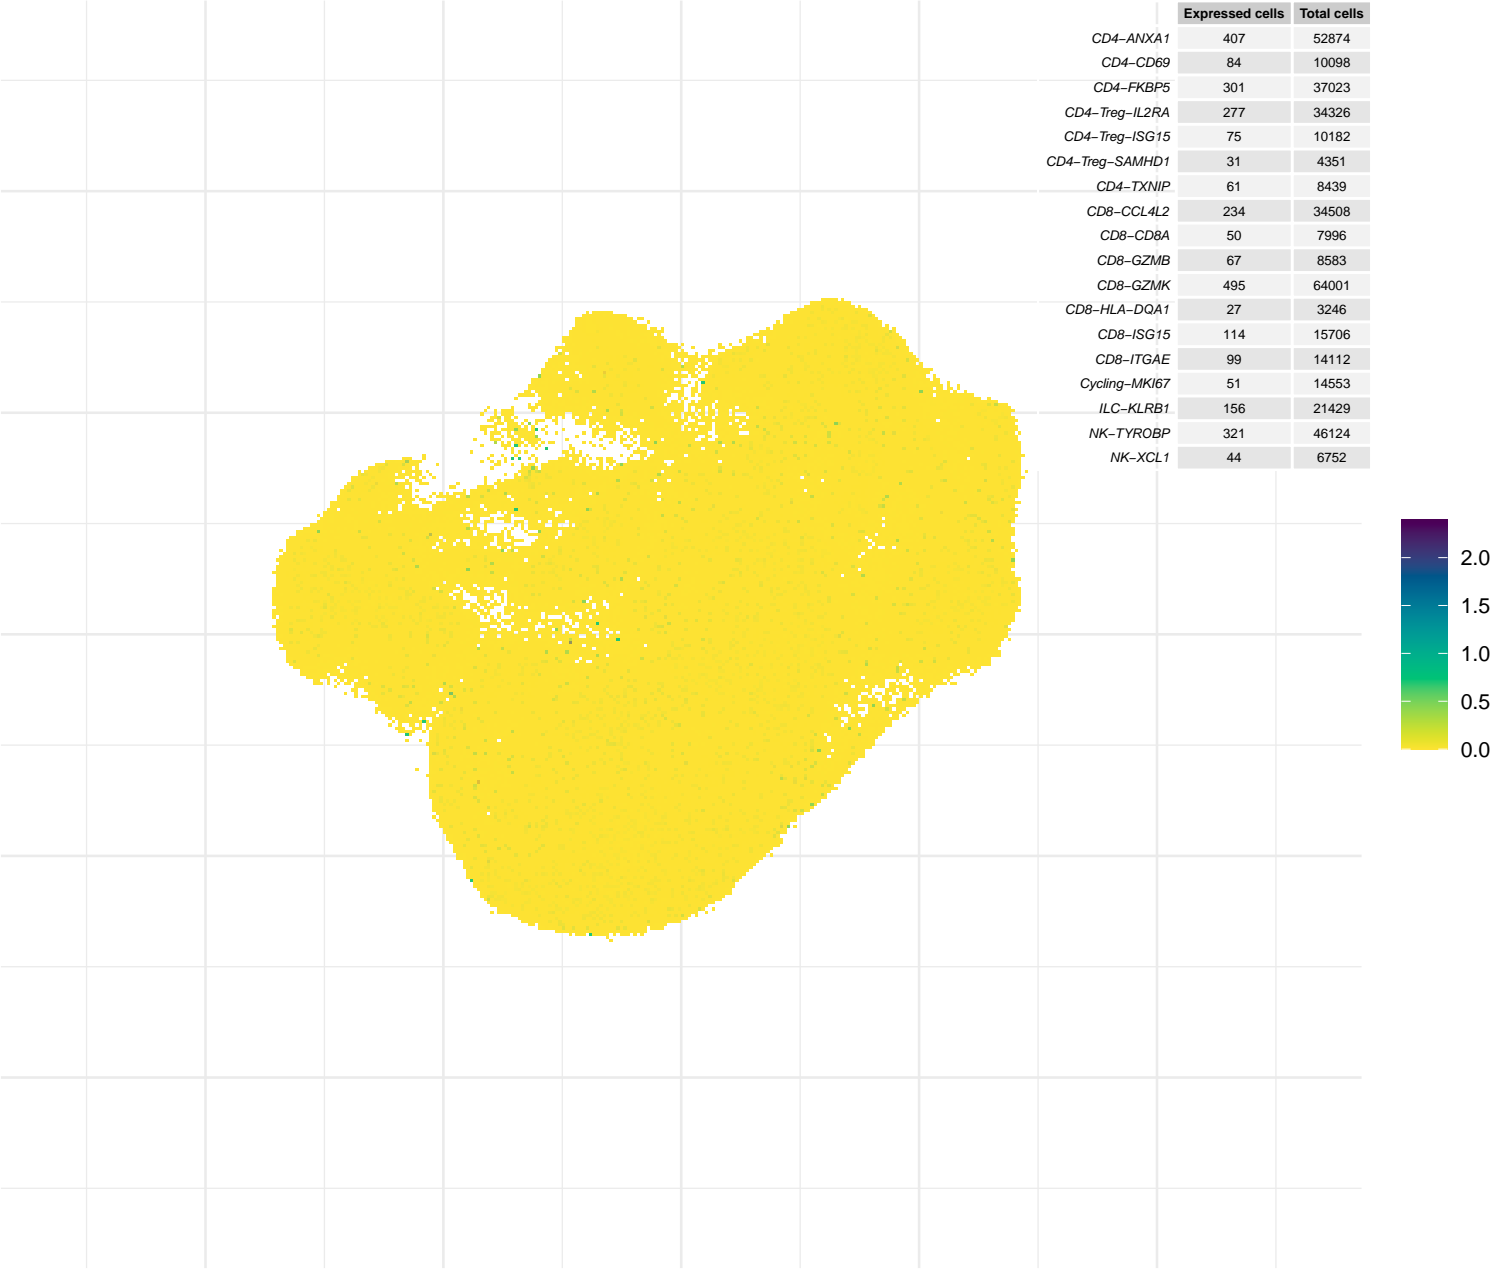 Expressed cells Total cells
CD4−ANXA1 407 52874
CD4−CD69 84 10098
CD4−FKBP5 301 37023
CD4−Treg−IL2RA 277 34326
CD4−Treg−ISG15 75 10182
CD4−Treg−SAMHD1 31 4351
CD4−TXNIP 61 8439
CD8−CCL4L2 234 34508
CD8−CD8A 50 7996
CD8−GZMB 67 8583
CD8−GZMK 495 64001
CD8−HLA−DQA1 27 3246
CD8−ISG15 114 15706
CD8−ITGAE 99 14112
Cycling−MKI67 51 14553
ILC−KLRB1 156 21429
NK−TYROBP 321 46124
NK−XCL1 44 6752
2.0
1.5
1.0
0.5
0.0